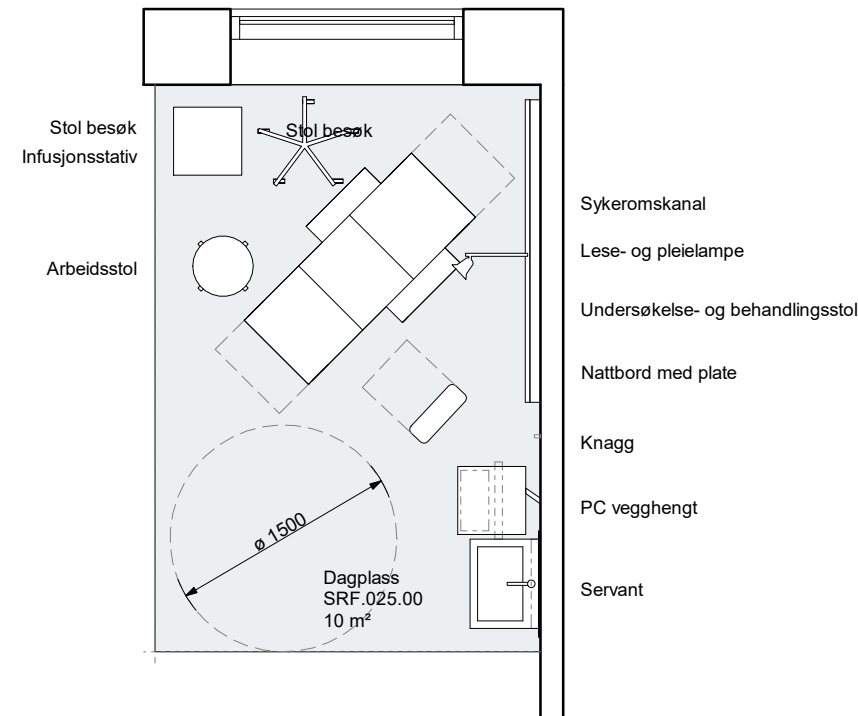 Stol besøk
Infusjonsstativ
Stol besøk
Arbeidsstol
Sykeromskanal
Lese- og pleielampe
Undersøkelse- og behandlingsstol
Nattbord med plate
Knagg
PC vegghengt
Servant
ø 1500
Dagplass
SRF.025.00
10 m²